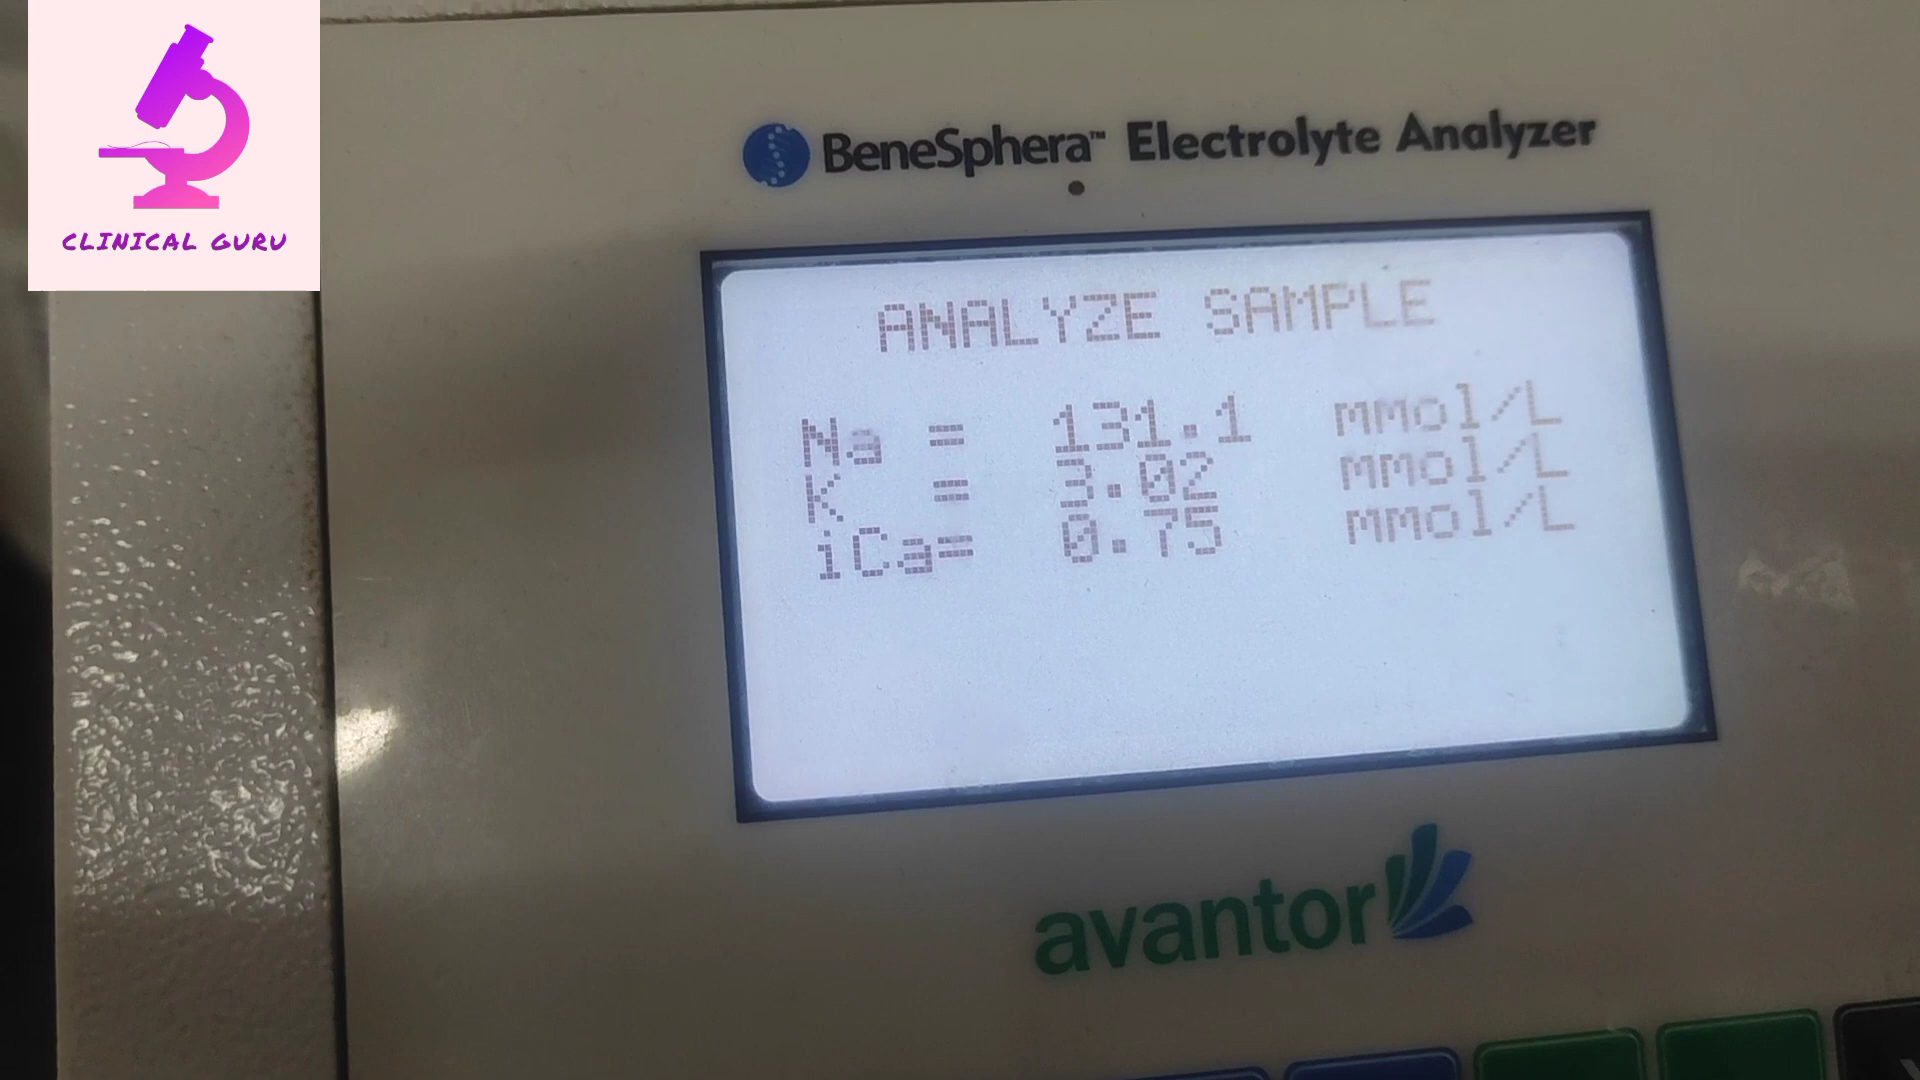 CLINICAL GURU
BeneSphera™ Electrolyte Analyzer
ANALYZE SAMPLE
Na = 131.1 mmol/L
K = 3.02 mmol/L
iCa= 0.75 mmol/L
avantor